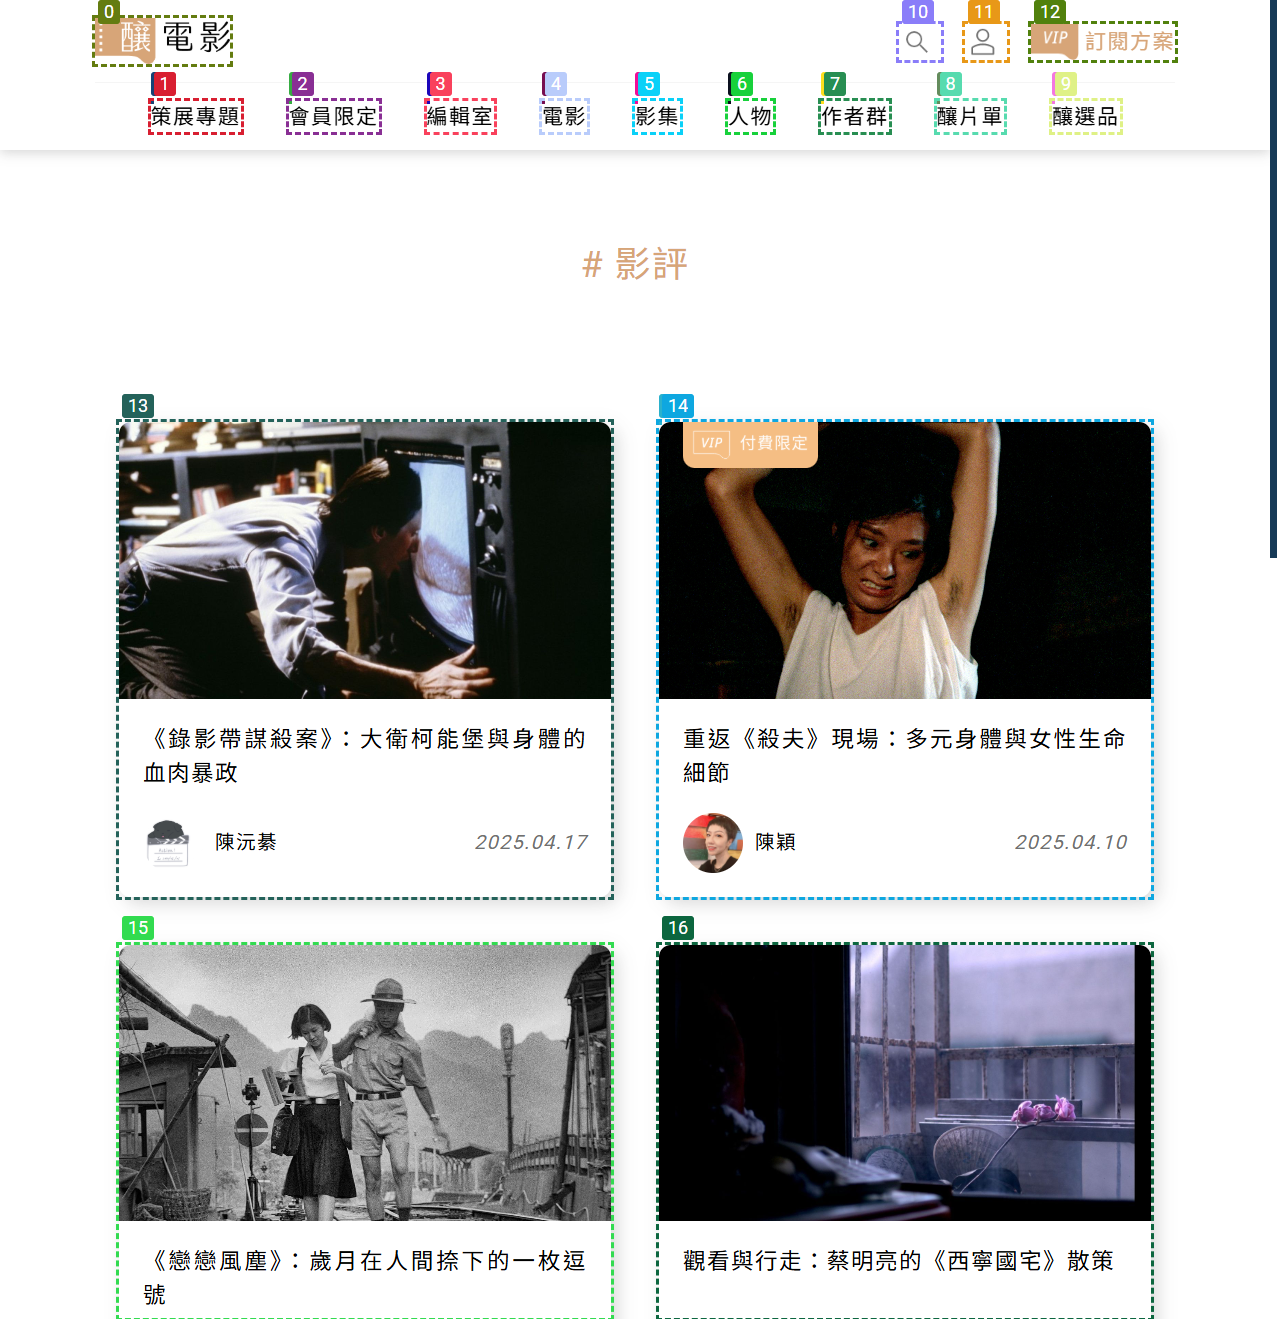 0
釀電影
10
11
12
VIP 訂閱方案
1
2
3
4
5
6
7
8
9
策展專題
會員限定
編輯室
電影
影集
人物
作者群
釀片單
釀選品
# 影評
13
14
VIP 付費限定
《錄影帶謀殺案》：大衛柯能堡與身體的
血肉暴政
陳沅綦
2025.04.17
重返《殺夫》現場：多元身體與女性生命
細節
陳穎
2025.04.10
15
16
《戀戀風塵》：歲月在人間捺下的一枚逗
號
觀看與行走：蔡明亮的《西寧國宅》散策